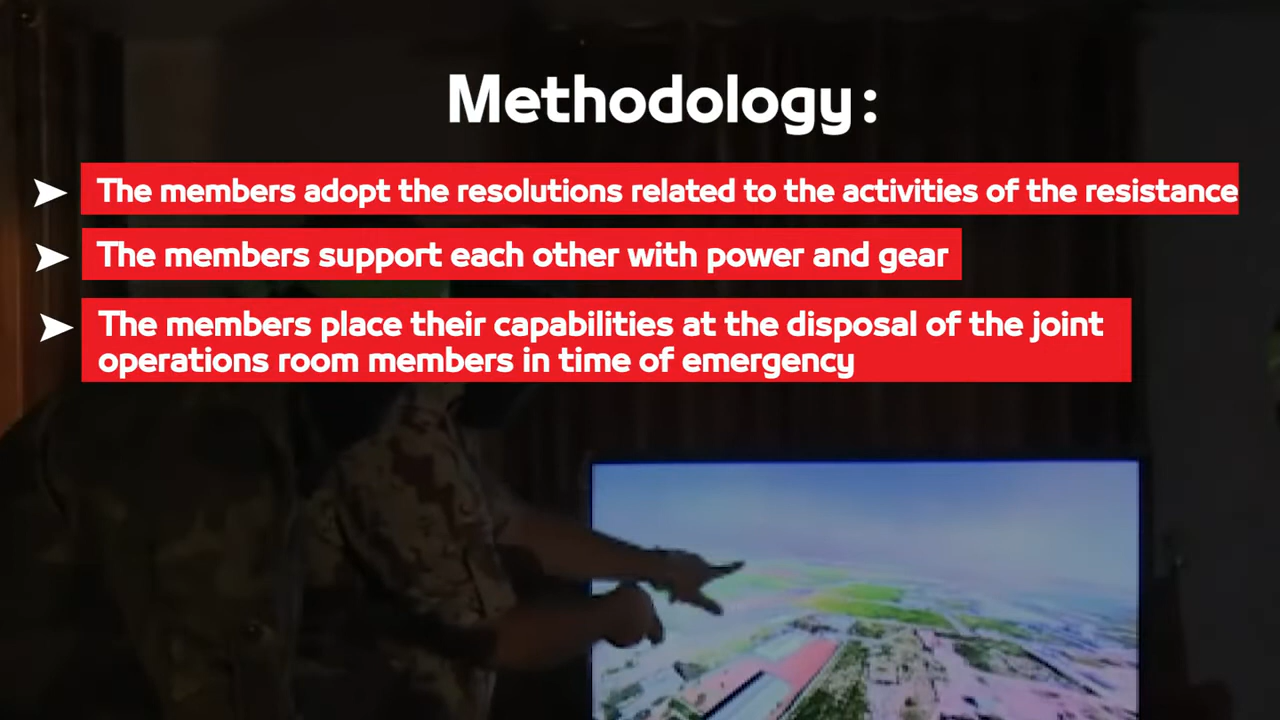 Methodology:
The members adopt the resolutions related to the activities of the resistance
The members support each other with power and gear
The members place their capabilities at the disposal of the joint
operations room members in time of emergency